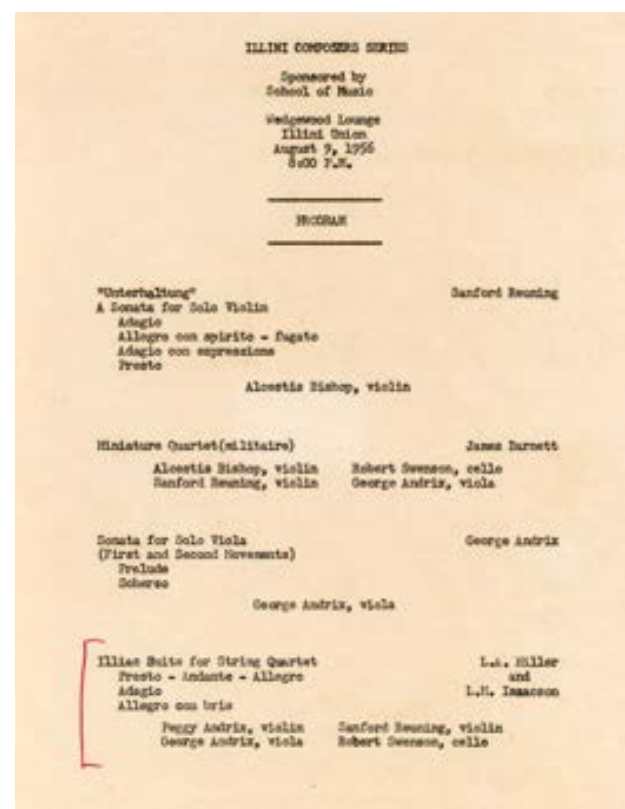 ILLINI COMPOSERS SERIES
Sponsored by
School of Music
Wedgewood Lounge
Illini Union
August 9, 1956
8:00 P.M.
PROGRAM
"Unterhaltung" Sanford Reuning
A Sonata for Solo Violin
Adagio
Allegro con spirito - fugato
Adagio con espressione
Presto
Alcestis Bishop, violin
Miniature Quartet(militaire) James Barnett
Alcestis Bishop, violin Robert Swenson, cello
Sanford Reuning, violin George Andrix, viola
Sonata for Solo Viola George Andrix
(First and Second Movements)
Prelude
Scherzo
George Andrix, viola
Illiac Suite for String Quartet L.A. Hiller
Presto - Andante - Allegro and
Adagio L.M. Isaacson
Allegro con brio
Peggy Andrix, violin Sanford Reuning, violin
George Andrix, viola Robert Swenson, cello